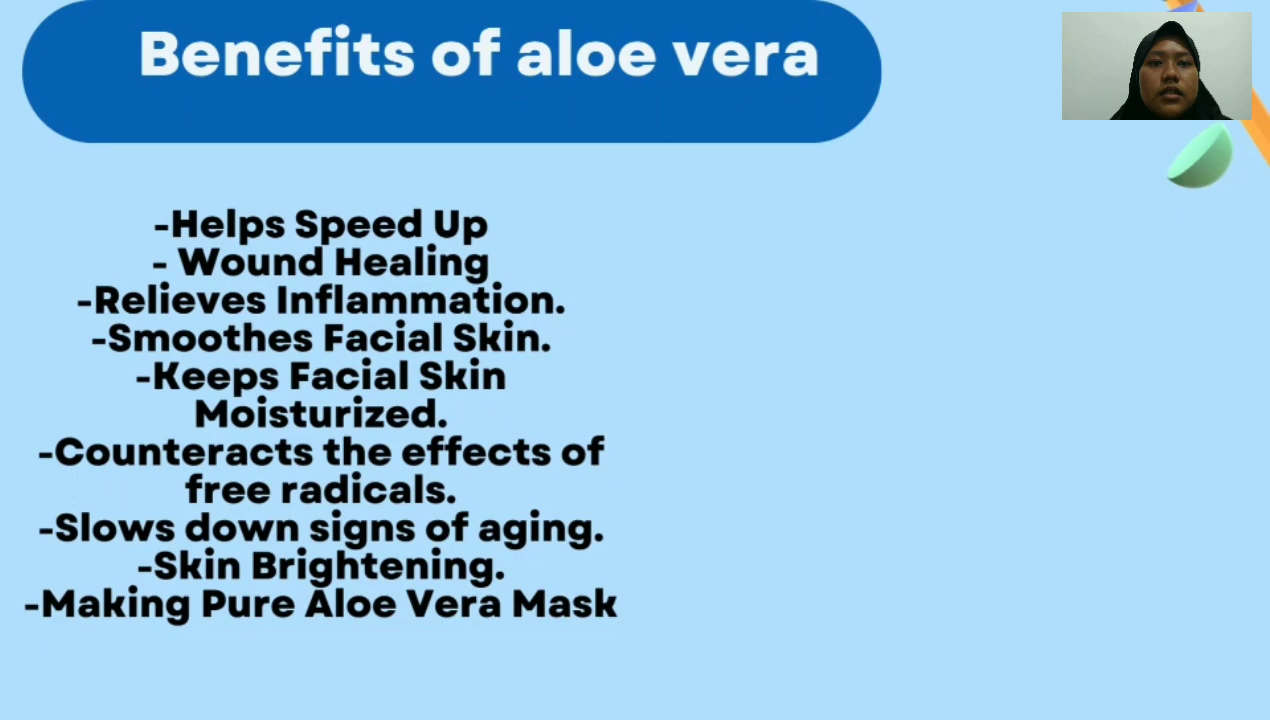 Benefits of aloe vera
-Helps Speed Up
- Wound Healing
-Relieves Inflammation.
-Smoothes Facial Skin.
-Keeps Facial Skin
Moisturized.
-Counteracts the effects of
free radicals.
-Slows down signs of aging.
-Skin Brightening.
-Making Pure Aloe Vera Mask